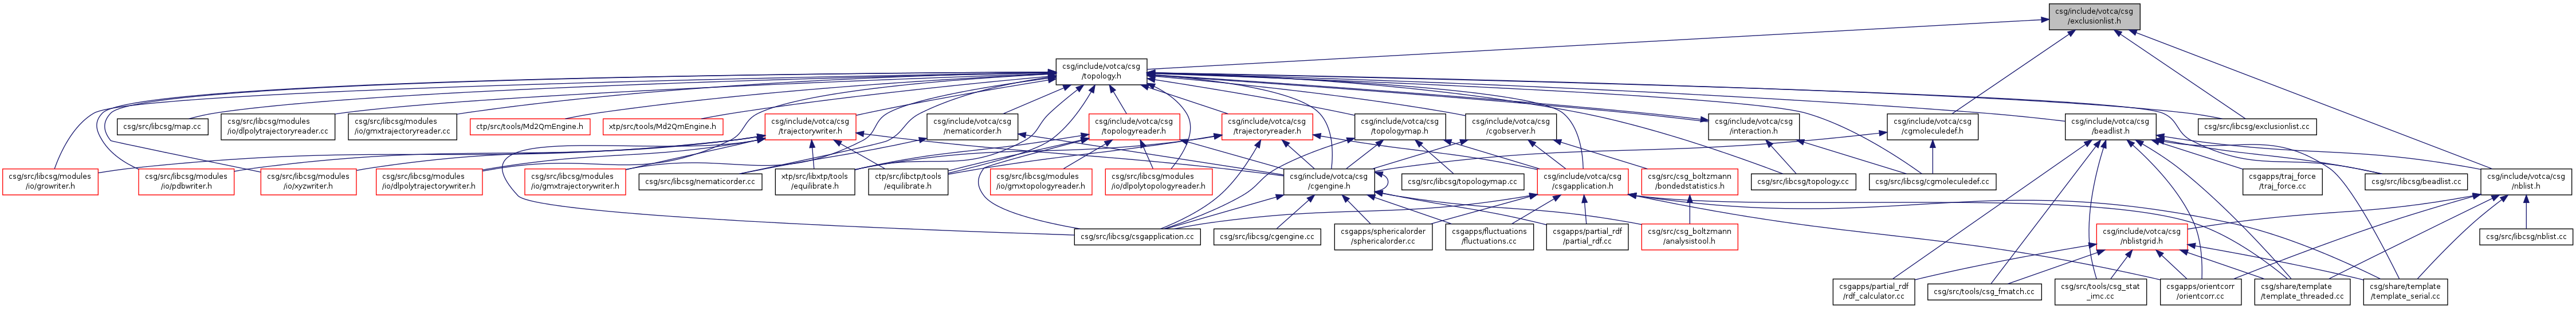 csg/include/votca/csg
/exclusionlist.h
csg/include/votca/csg
/topology.h
csg/src/libcsg/map.cc
csg/src/libcsg/modules
/io/dlpolytrajectoryreader.cc
csg/src/libcsg/modules
/io/gmxtrajectoryreader.cc
ctp/src/tools/Md2QmEngine.h
xtp/src/tools/Md2QmEngine.h
csg/include/votca/csg
/trajectorywriter.h
csg/include/votca/csg
/nematicorder.h
csg/include/votca/csg
/topologyreader.h
csg/include/votca/csg
/trajectoryreader.h
csg/include/votca/csg
/topologymap.h
csg/include/votca/csg
/cgobserver.h
csg/include/votca/csg
/interaction.h
csg/include/votca/csg
/cgmoleculedef.h
csg/include/votca/csg
/beadlist.h
csg/src/libcsg/exclusionlist.cc
csg/src/libcsg/modules
/io/growriter.h
csg/src/libcsg/modules
/io/pdbwriter.h
csg/src/libcsg/modules
/io/xyzwriter.h
csg/src/libcsg/modules
/io/dlpolytrajectorywriter.h
csg/src/libcsg/modules
/io/gmxtrajectorywriter.h
csg/src/libcsg/nematicorder.cc
xtp/src/libxtp/tools
/equilibrate.h
ctp/src/libctp/tools
/equilibrate.h
csg/src/libcsg/modules
/io/gmxtopologyreader.h
csg/src/libcsg/modules
/io/dlpolytopologyreader.h
csg/include/votca/csg
/cgengine.h
csg/src/libcsg/topologymap.cc
csg/include/votca/csg
/csgapplication.h
csg/src/csg_boltzmann
/bondedstatistics.h
csg/src/libcsg/topology.cc
csg/src/libcsg/cgmoleculedef.cc
csgapps/traj_force
/traj_force.cc
csg/src/libcsg/beadlist.cc
csg/include/votca/csg
/nblist.h
csg/src/libcsg/csgapplication.cc
csg/src/libcsg/cgengine.cc
csgapps/sphericalorder
/sphericalorder.cc
csgapps/fluctuations
/fluctuations.cc
csgapps/partial_rdf
/partial_rdf.cc
csg/src/csg_boltzmann
/analysistool.h
csg/include/votca/csg
/nblistgrid.h
csg/src/libcsg/nblist.cc
csgapps/partial_rdf
/rdf_calculator.cc
csg/src/tools/csg_fmatch.cc
csg/src/tools/csg_stat
_imc.cc
csgapps/orientcorr
/orientcorr.cc
csg/share/template
/template_threaded.cc
csg/share/template
/template_serial.cc